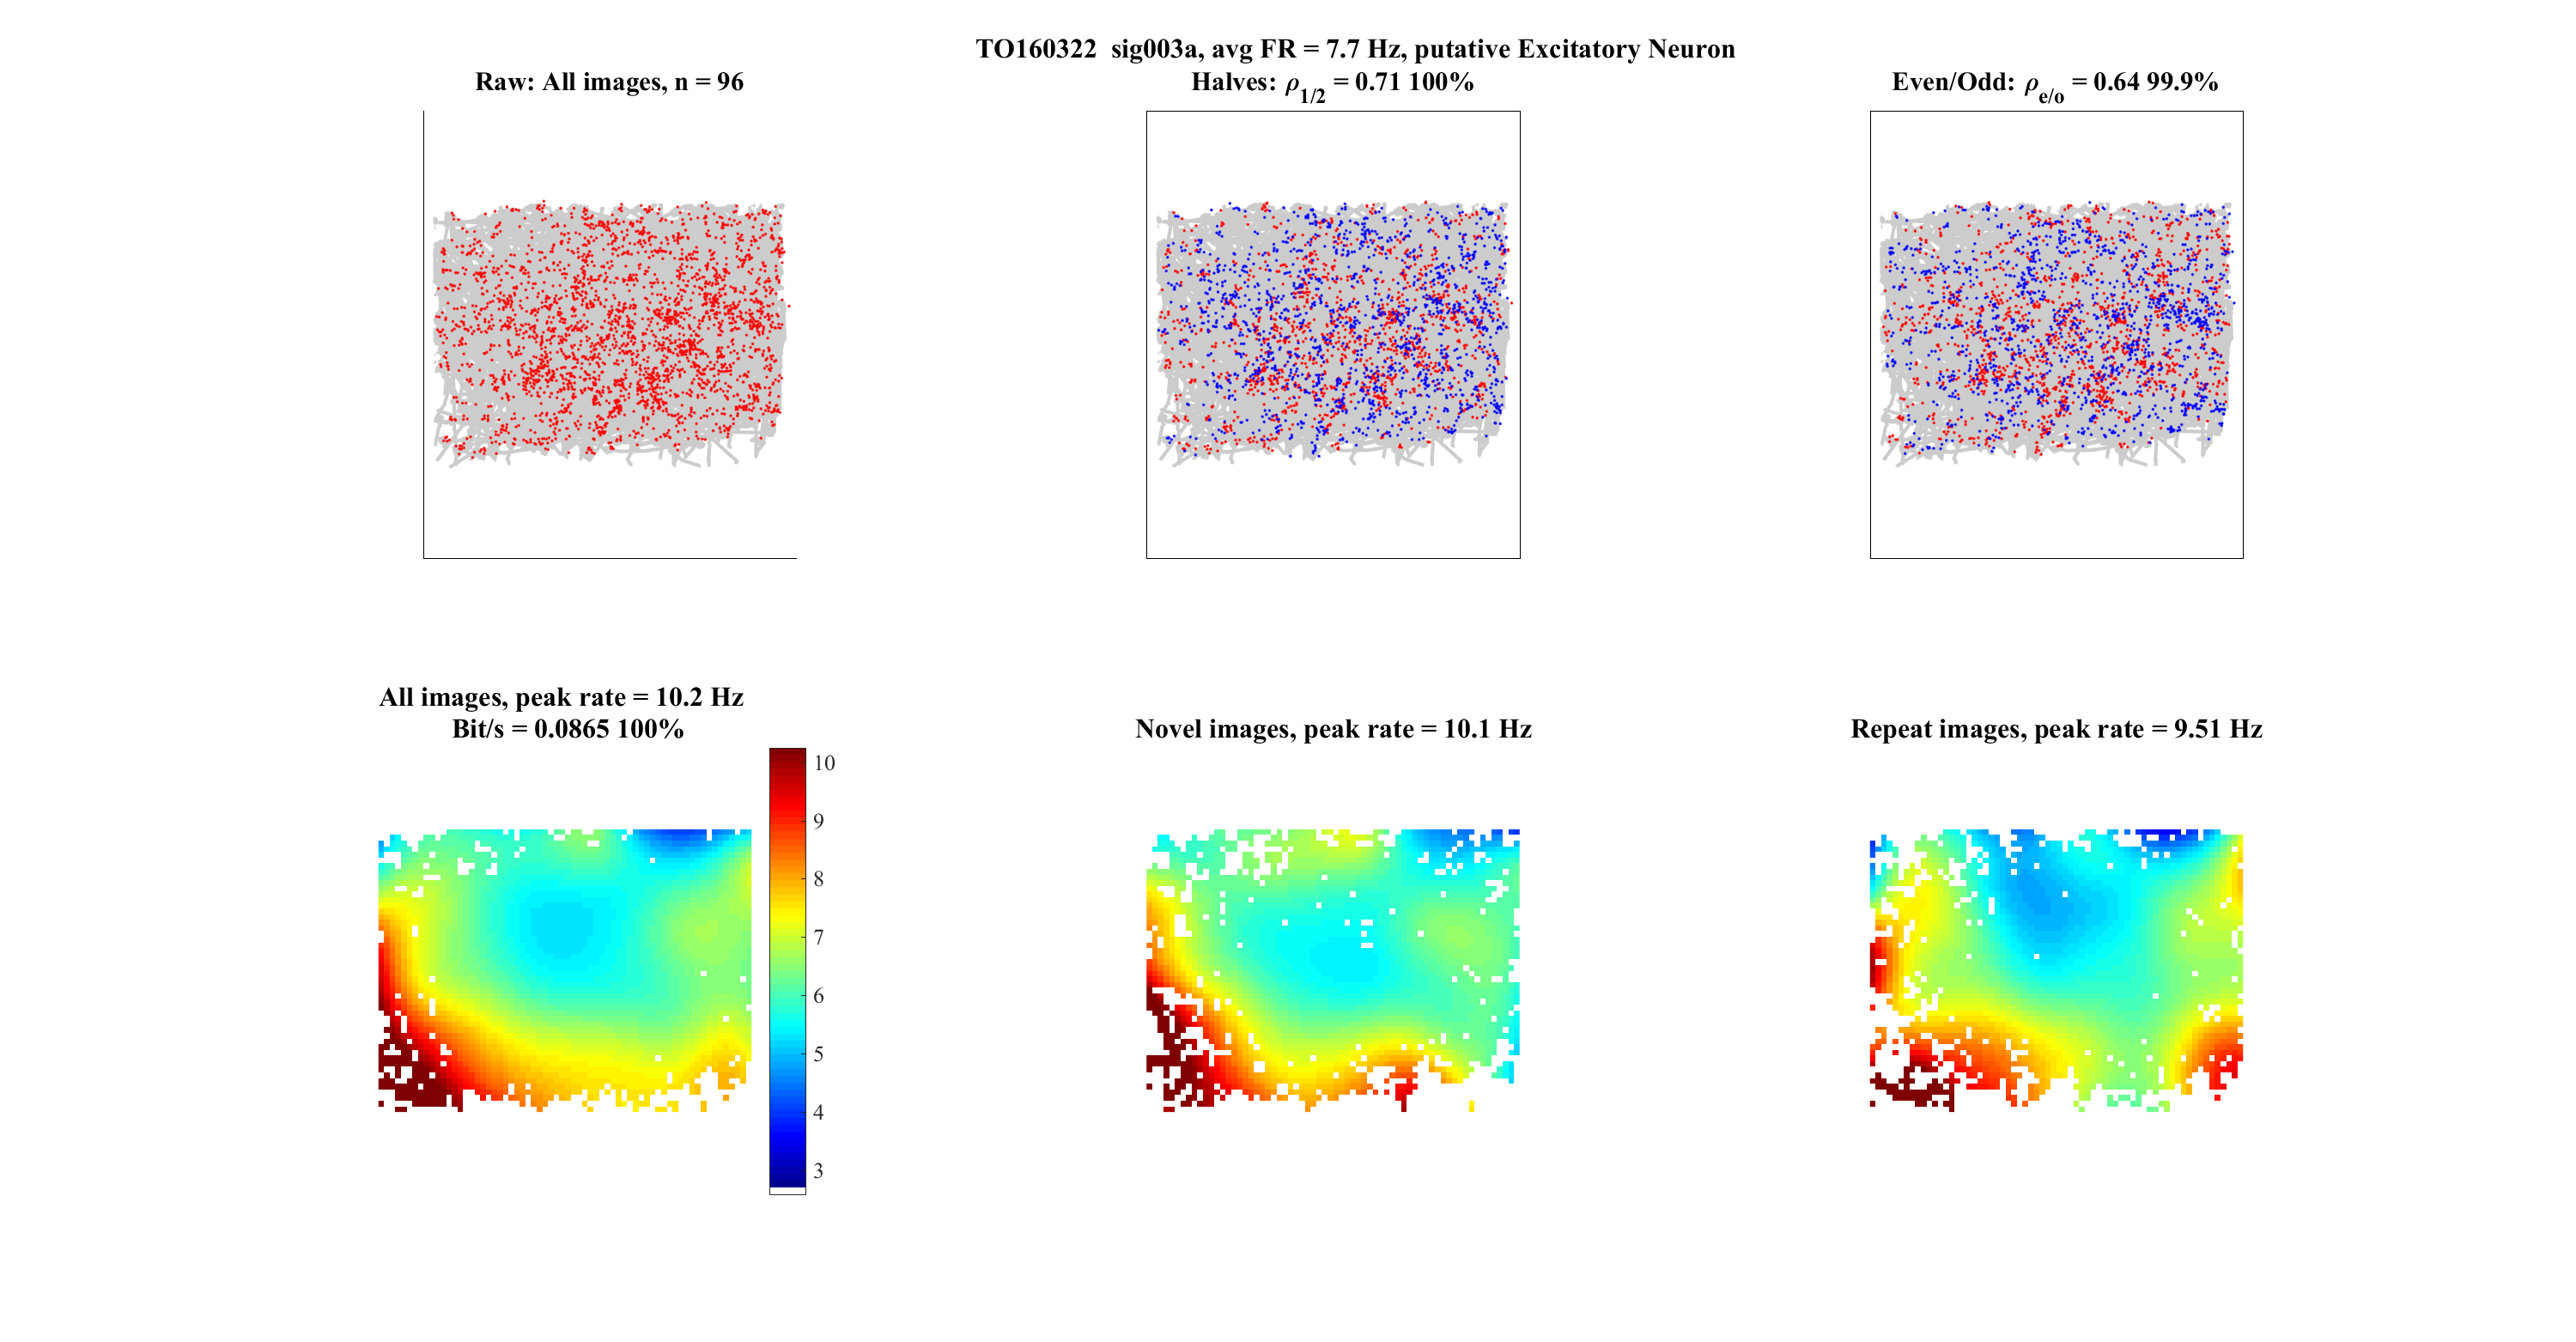 TO160322  sig003a, avg FR = 7.7 Hz, putative Excitatory Neuron
Raw: All images, n = 96
Halves: ρ1/2 = 0.71 100%
Even/Odd: ρe/o = 0.64 99.9%
All images, peak rate = 10.2 Hz
Bit/s = 0.0865 100%
Novel images, peak rate = 10.1 Hz
Repeat images, peak rate = 9.51 Hz
10
9
8
7
6
5
4
3